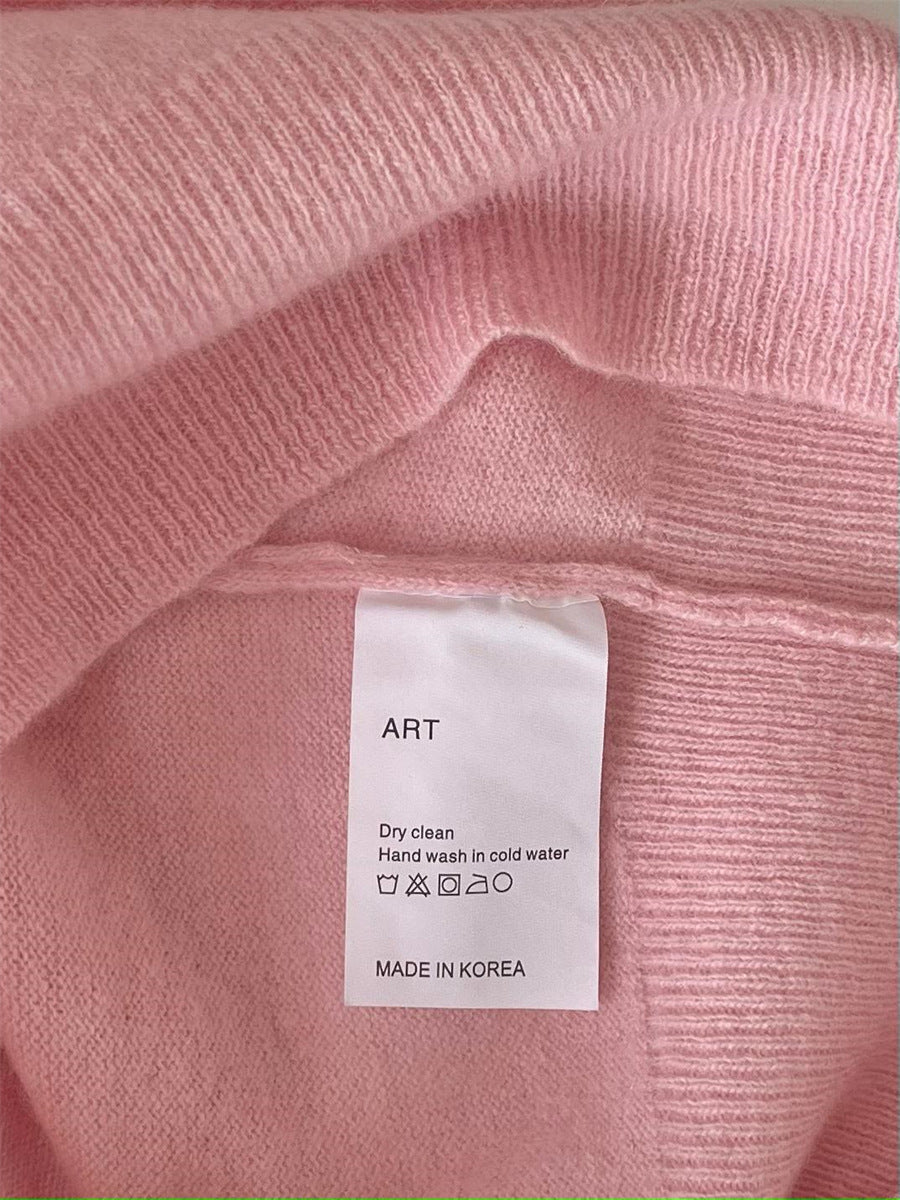 ART
Dry clean
Hand wash in cold water
MADE IN KOREA